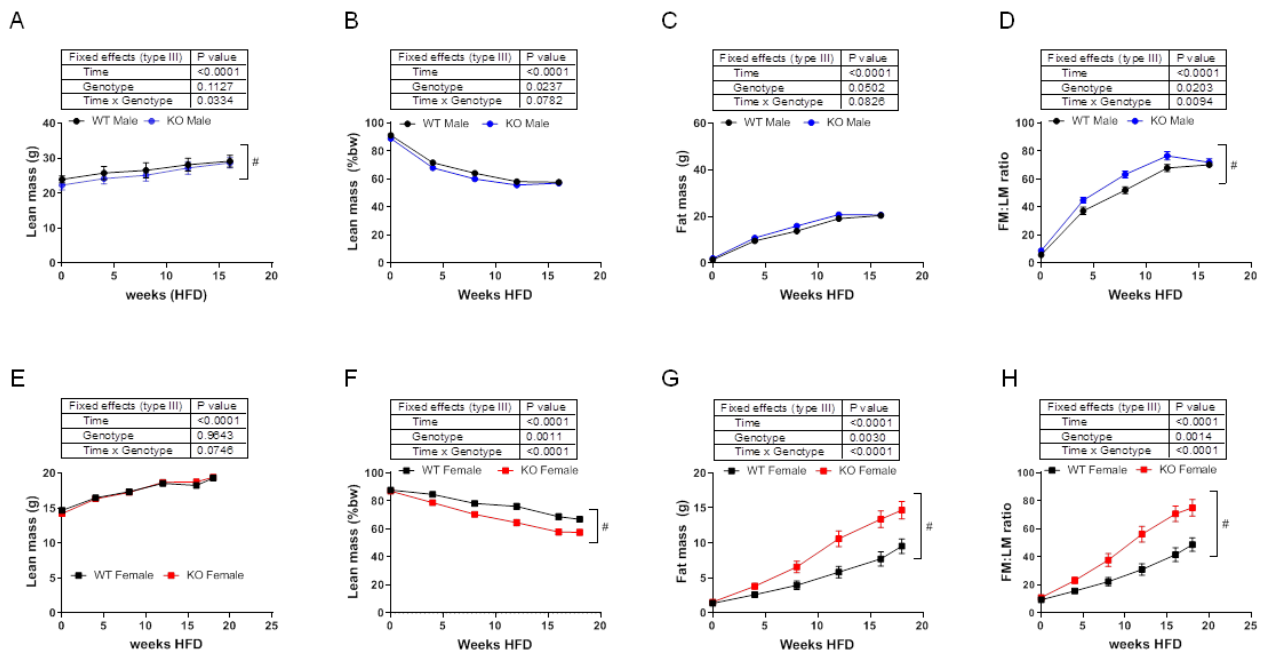 A
Fixed effects (type III) P value
Time <0.0001
Genotype 0.1127
Time x Genotype 0.0334
WT Male KO Male
Lean mass (g)
40
30
20
10
0
0 5 10 15 20
weeks (HFD)
#
B
Fixed effects (type III) P value
Time <0.0001
Genotype 0.0237
Time x Genotype 0.0782
WT Male KO Male
Lean mass (%bw)
100
80
60
40
20
0
0 5 10 15 20
Weeks HFD
C
Fixed effects (type III) P value
Time <0.0001
Genotype 0.0502
Time x Genotype 0.0826
WT Male KO Male
Fat mass (g)
60
40
20
0
0 5 10 15 20
Weeks HFD
D
Fixed effects (type III) P value
Time <0.0001
Genotype 0.0203
Time x Genotype 0.0094
WT Male KO Male
FM:LM ratio
100
80
60
40
20
0
0 5 10 15 20
Weeks HFD
#
E
Fixed effects (type III) P value
Time <0.0001
Genotype 0.9643
Time x Genotype 0.0746
Lean mass (g)
20
15
10
5
0
WT Female KO Female
0 5 10 15 20 25
weeks HFD
F
Fixed effects (type III) P value
Time <0.0001
Genotype 0.0011
Time x Genotype <0.0001
WT Female KO Female
Lean mass (%bw)
100
80
60
40
20
0
0 5 10 15 20
Weeks HFD
#
G
Fixed effects (type III) P value
Time <0.0001
Genotype 0.0030
Time x Genotype <0.0001
WT Female KO Female
Fat mass (g)
20
15
10
5
0
0 5 10 15 20
Weeks HFD
#
H
Fixed effects (type III) P value
Time <0.0001
Genotype 0.0014
Time x Genotype <0.0001
WT Female KO Female
FM:LM ratio
100
80
60
40
20
0
0 5 10 15 20 25
weeks HFD
#